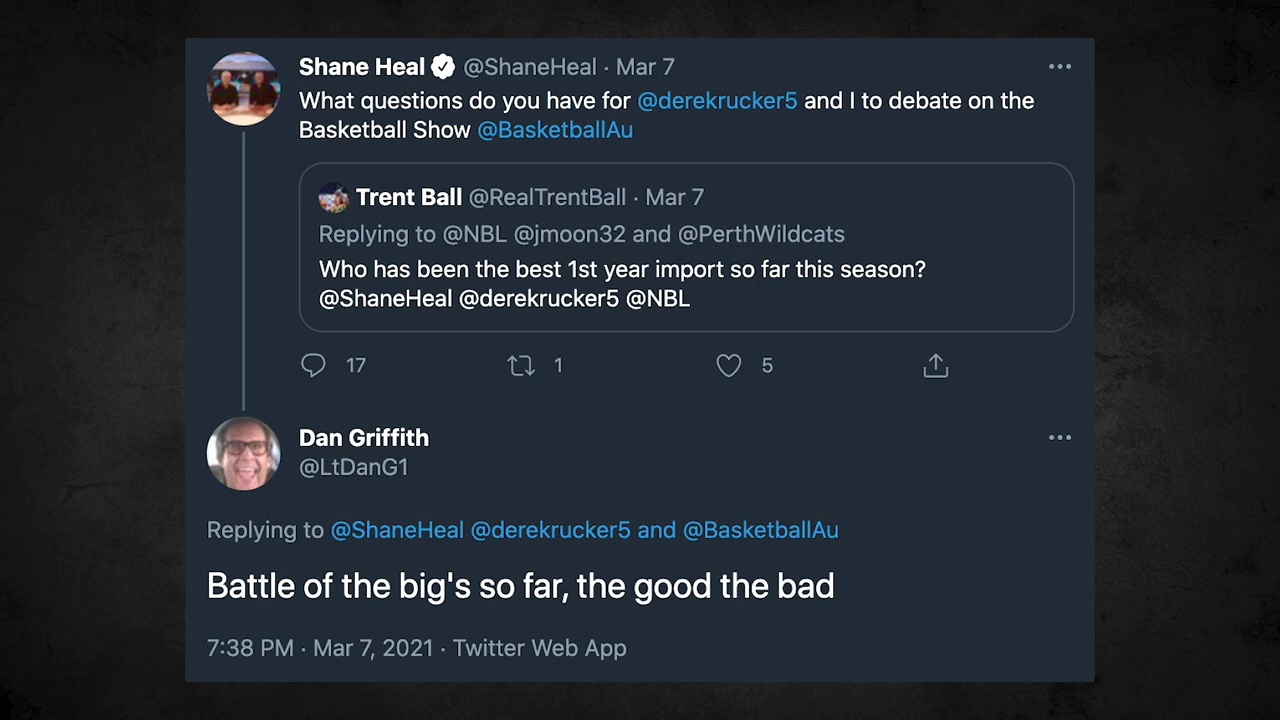 Shane Heal @ShaneHeal · Mar 7
What questions do you have for @derekrucker5 and I to debate on the
Basketball Show @BasketballAu
Trent Ball @RealTrentBall · Mar 7
Replying to @NBL @jmoon32 and @PerthWildcats
Who has been the best 1st year import so far this season?
@ShaneHeal @derekrucker5 @NBL
17 1 5
Dan Griffith
@LtDanG1
Replying to @ShaneHeal @derekrucker5 and @BasketballAu
Battle of the big's so far, the good the bad
7:38 PM · Mar 7, 2021 · Twitter Web App